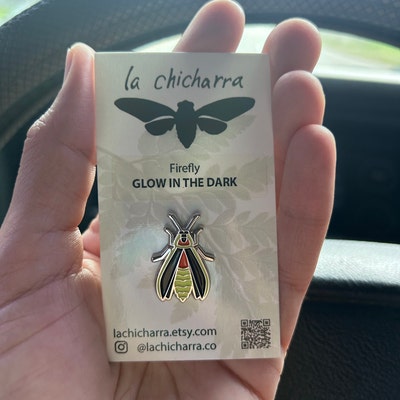 la chicharra
Firefly
GLOW IN THE DARK
lachicharra.etsy.com
@lachicharra.co